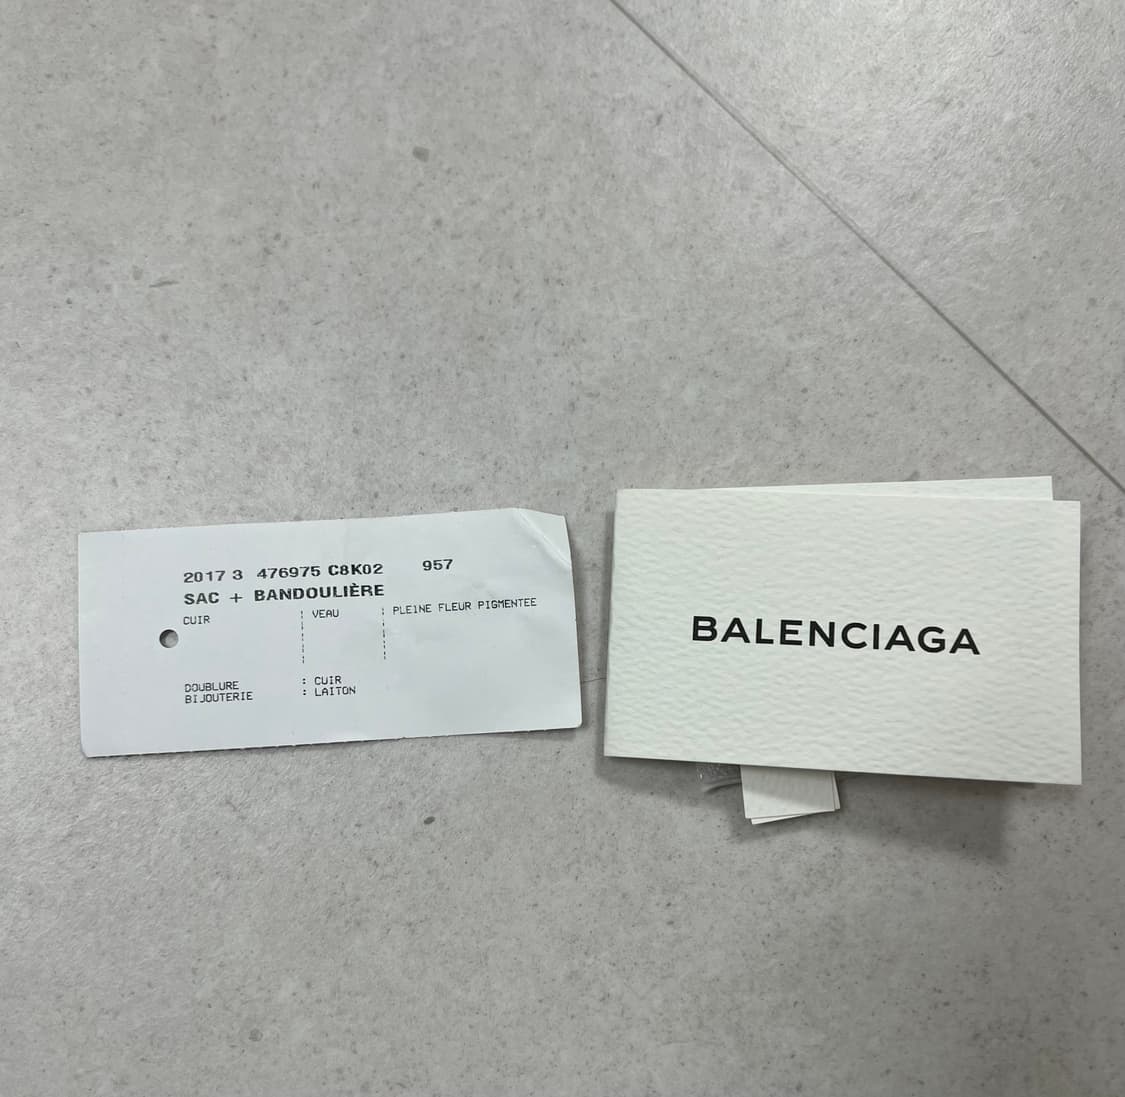 2017 3 476975 C8K02 957
SAC + BANDOULIÈRE
CUIR VEAU PLEINE FLEUR PIGMENTEE
DOUBLURE : CUIR
BIJOUTERIE : LAITON
BALENCIAGA